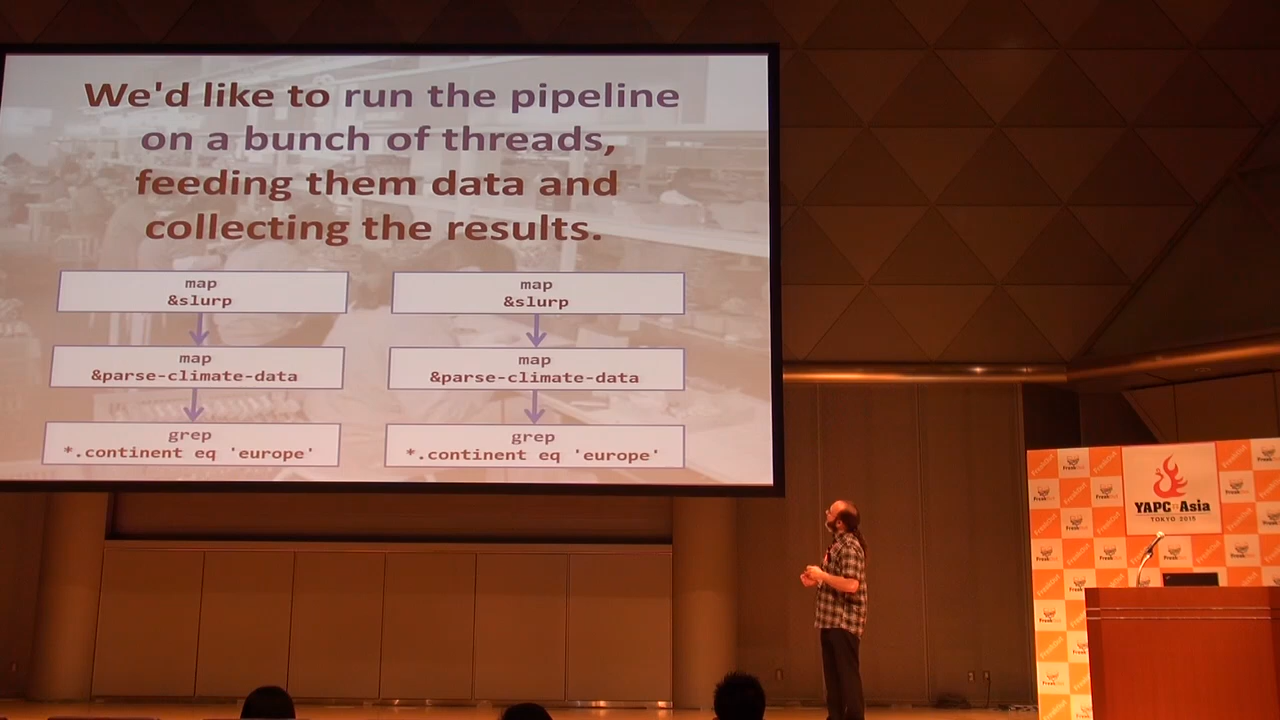 We'd like to run the pipeline
on a bunch of threads,
feeding them data and
collecting the results.
map
&slurp
map
&parse-climate-data
grep
*.continent eq 'europe'
map
&slurp
map
&parse-climate-data
grep
*.continent eq 'europe'
YAPC::Asia
TOKYO 2015
FreakOut